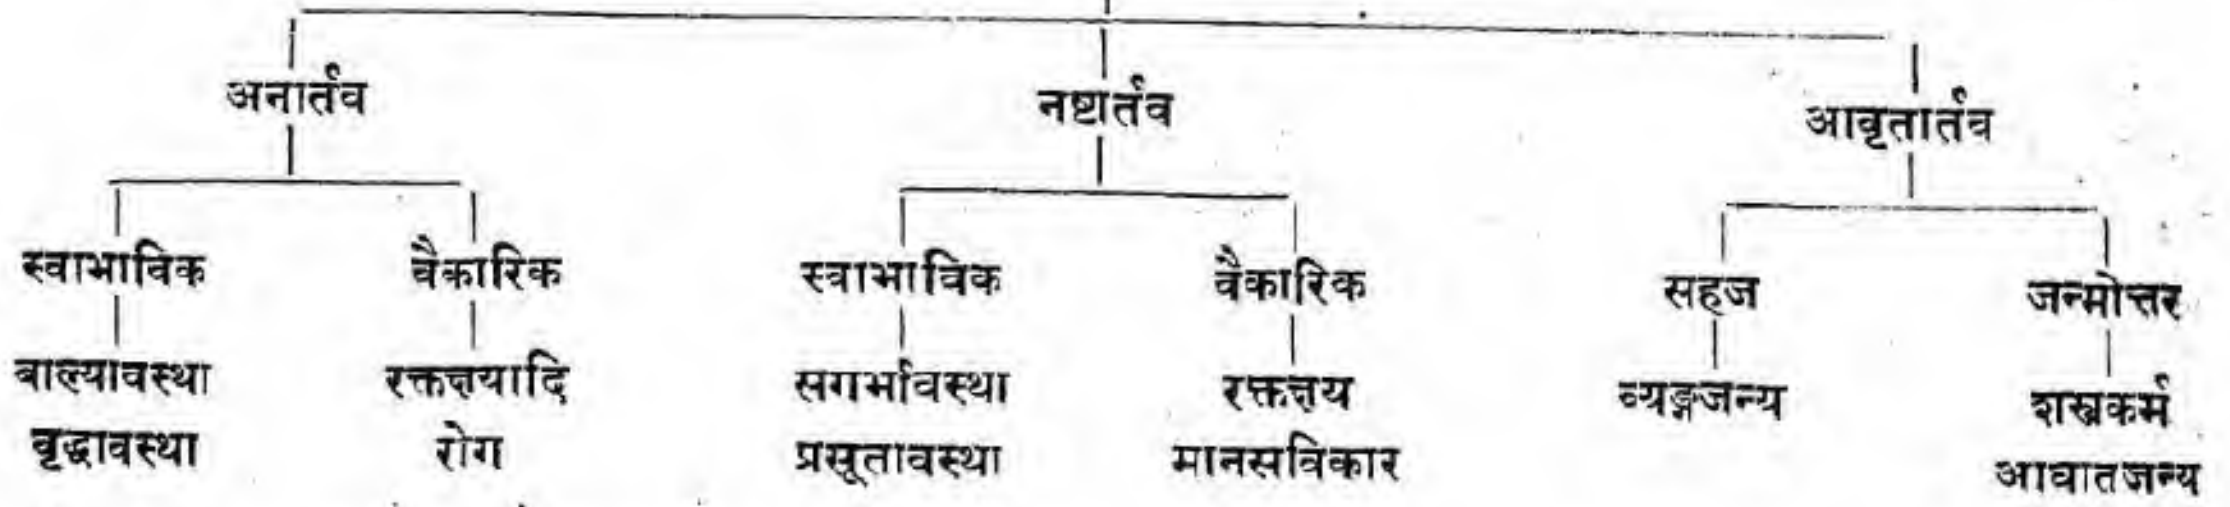 अनार्तव नष्टार्तव आवृतार्तव
स्वाभाविक वैकारिक स्वाभाविक वैकारिक सहज जन्मोत्तर
बाल्यावस्था रक्तक्षयादि सगर्भावस्था रक्तक्षय व्यङ्गजन्य शस्त्रकर्म
वृद्धावस्था रोग प्रसूतावस्था मानसविकार आघातजन्य